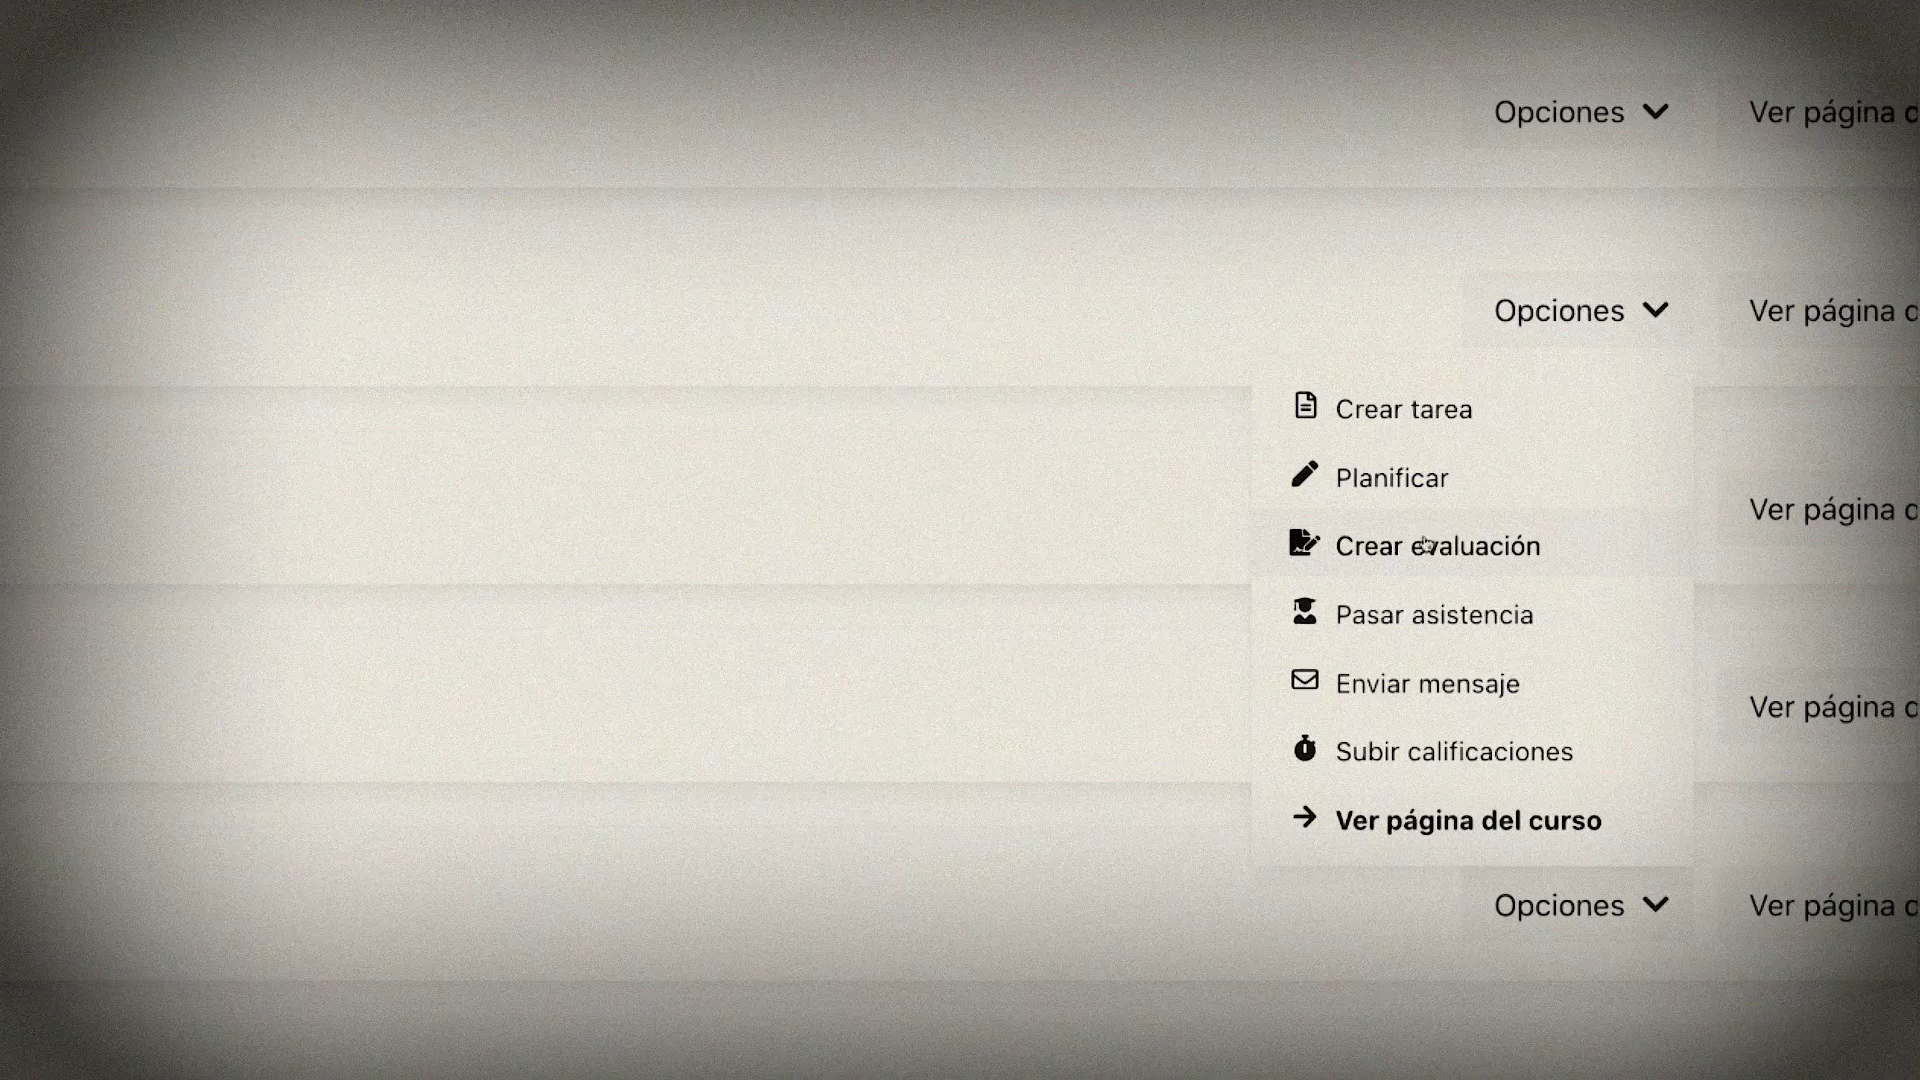 Opciones Ver página
Opciones Ver página
Crear tarea
Planificar
Ver página
Crear evaluación
Pasar asistencia
Enviar mensaje
Ver página
Subir calificaciones
Ver página del curso
Opciones Ver página